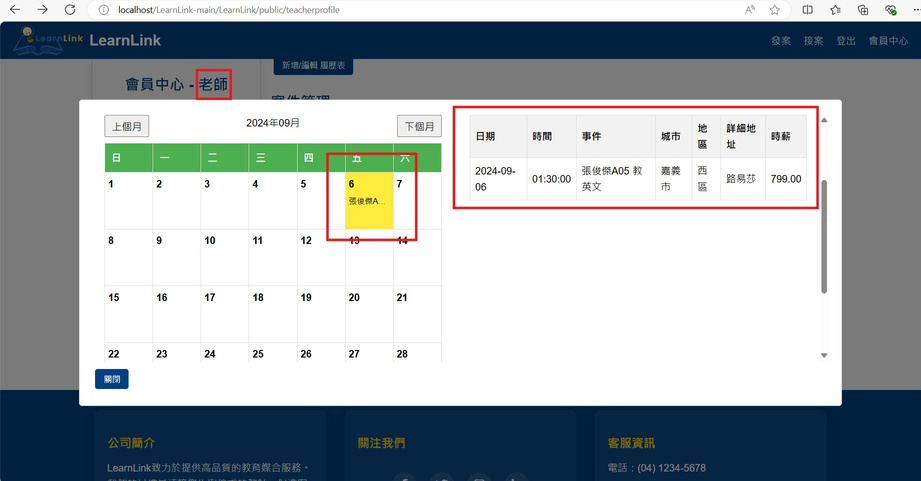 localhost/LearnLink-main/LearnLink/public/teacherprofile
LearnLink
LearnLink
發案 接案 登出 會員中心
新增/編輯 履歷表
會員中心 - 老師
案件管理
上個月
2024年09月
下個月
日 一 二 三 四 五 六
1 2 3 4 5 6 7
張俊傑A...
8 9 10 11 12 13 14
15 16 17 18 19 20 21
22 23 24 25 26 27 28
日期 時間 事件 城市 地區 詳細地址 時薪
2024-09-06 01:30:00 張俊傑A05 教英文 嘉義市 西區 路易莎 799.00
關閉
公司簡介
LearnLink致力於提供高品質的教育媒合服務，
關注我們
客服資訊
電話：(04) 1234-5678